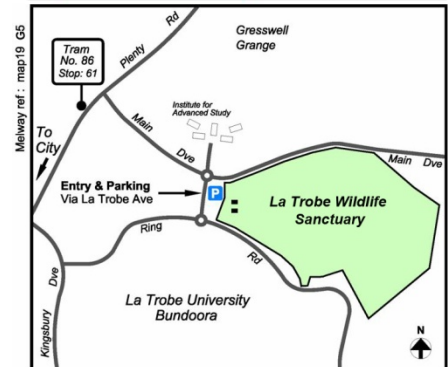 Melway ref : map19 G5
Tram
No. 86
Stop: 61
Plenty Rd
Gresswell
Grange
To
City
Institute for
Advanced Study
Main Dve
Main Dve
Entry & Parking
Via La Trobe Ave
P
La Trobe Wildlife
Sanctuary
Ring Rd
Kingsbury Dve
La Trobe University
Bundoora
N